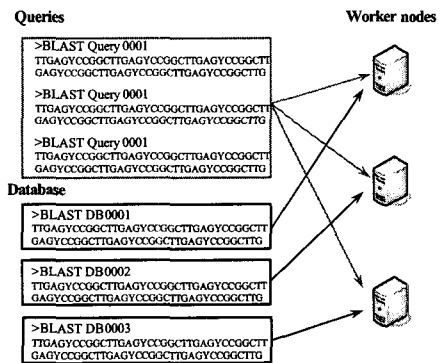 Queries
Worker nodes
>BLAST Query 0001
TTGAGYCCGGCTTGAGYCCGGCTTGAGYCCGGCTT
GAGYCCGGCTTGAGYCCGGCTTGAGYCCGGCTTG
>BLAST Query 0001
TTGAGYCCGGCTTGAGYCCGGCTTGAGYCCGGCTT
GAGYCCGGCTTGAGYCCGGCTTGAGYCCGGCTTG
>BLAST Query 0001
TTGAGYCCGGCTTGAGYCCGGCTTGAGYCCGGCTT
GAGYCCGGCTTGAGYCCGGCTTGAGYCCGGCTTG
Database
>BLAST DB0001
TTGAGYCCGGCTTGAGYCCGGCTTGAGYCCGGCTT
GAGYCCGGCTTGAGYCCGGCTTGAGYCCGGCTTG
>BLAST DB0002
TTGAGYCCGGCTTGAGYCCGGCTTGAGYCCGGCTT
GAGYCCGGCTTGAGYCCGGCTTGAGYCCGGCTTG
>BLAST DB0003
TTGAGYCCGGCTTGAGYCCGGCTTGAGYCCGGCTT
GAGYCCGGCTTGAGYCCGGCTTGAGYCCGGCTTG